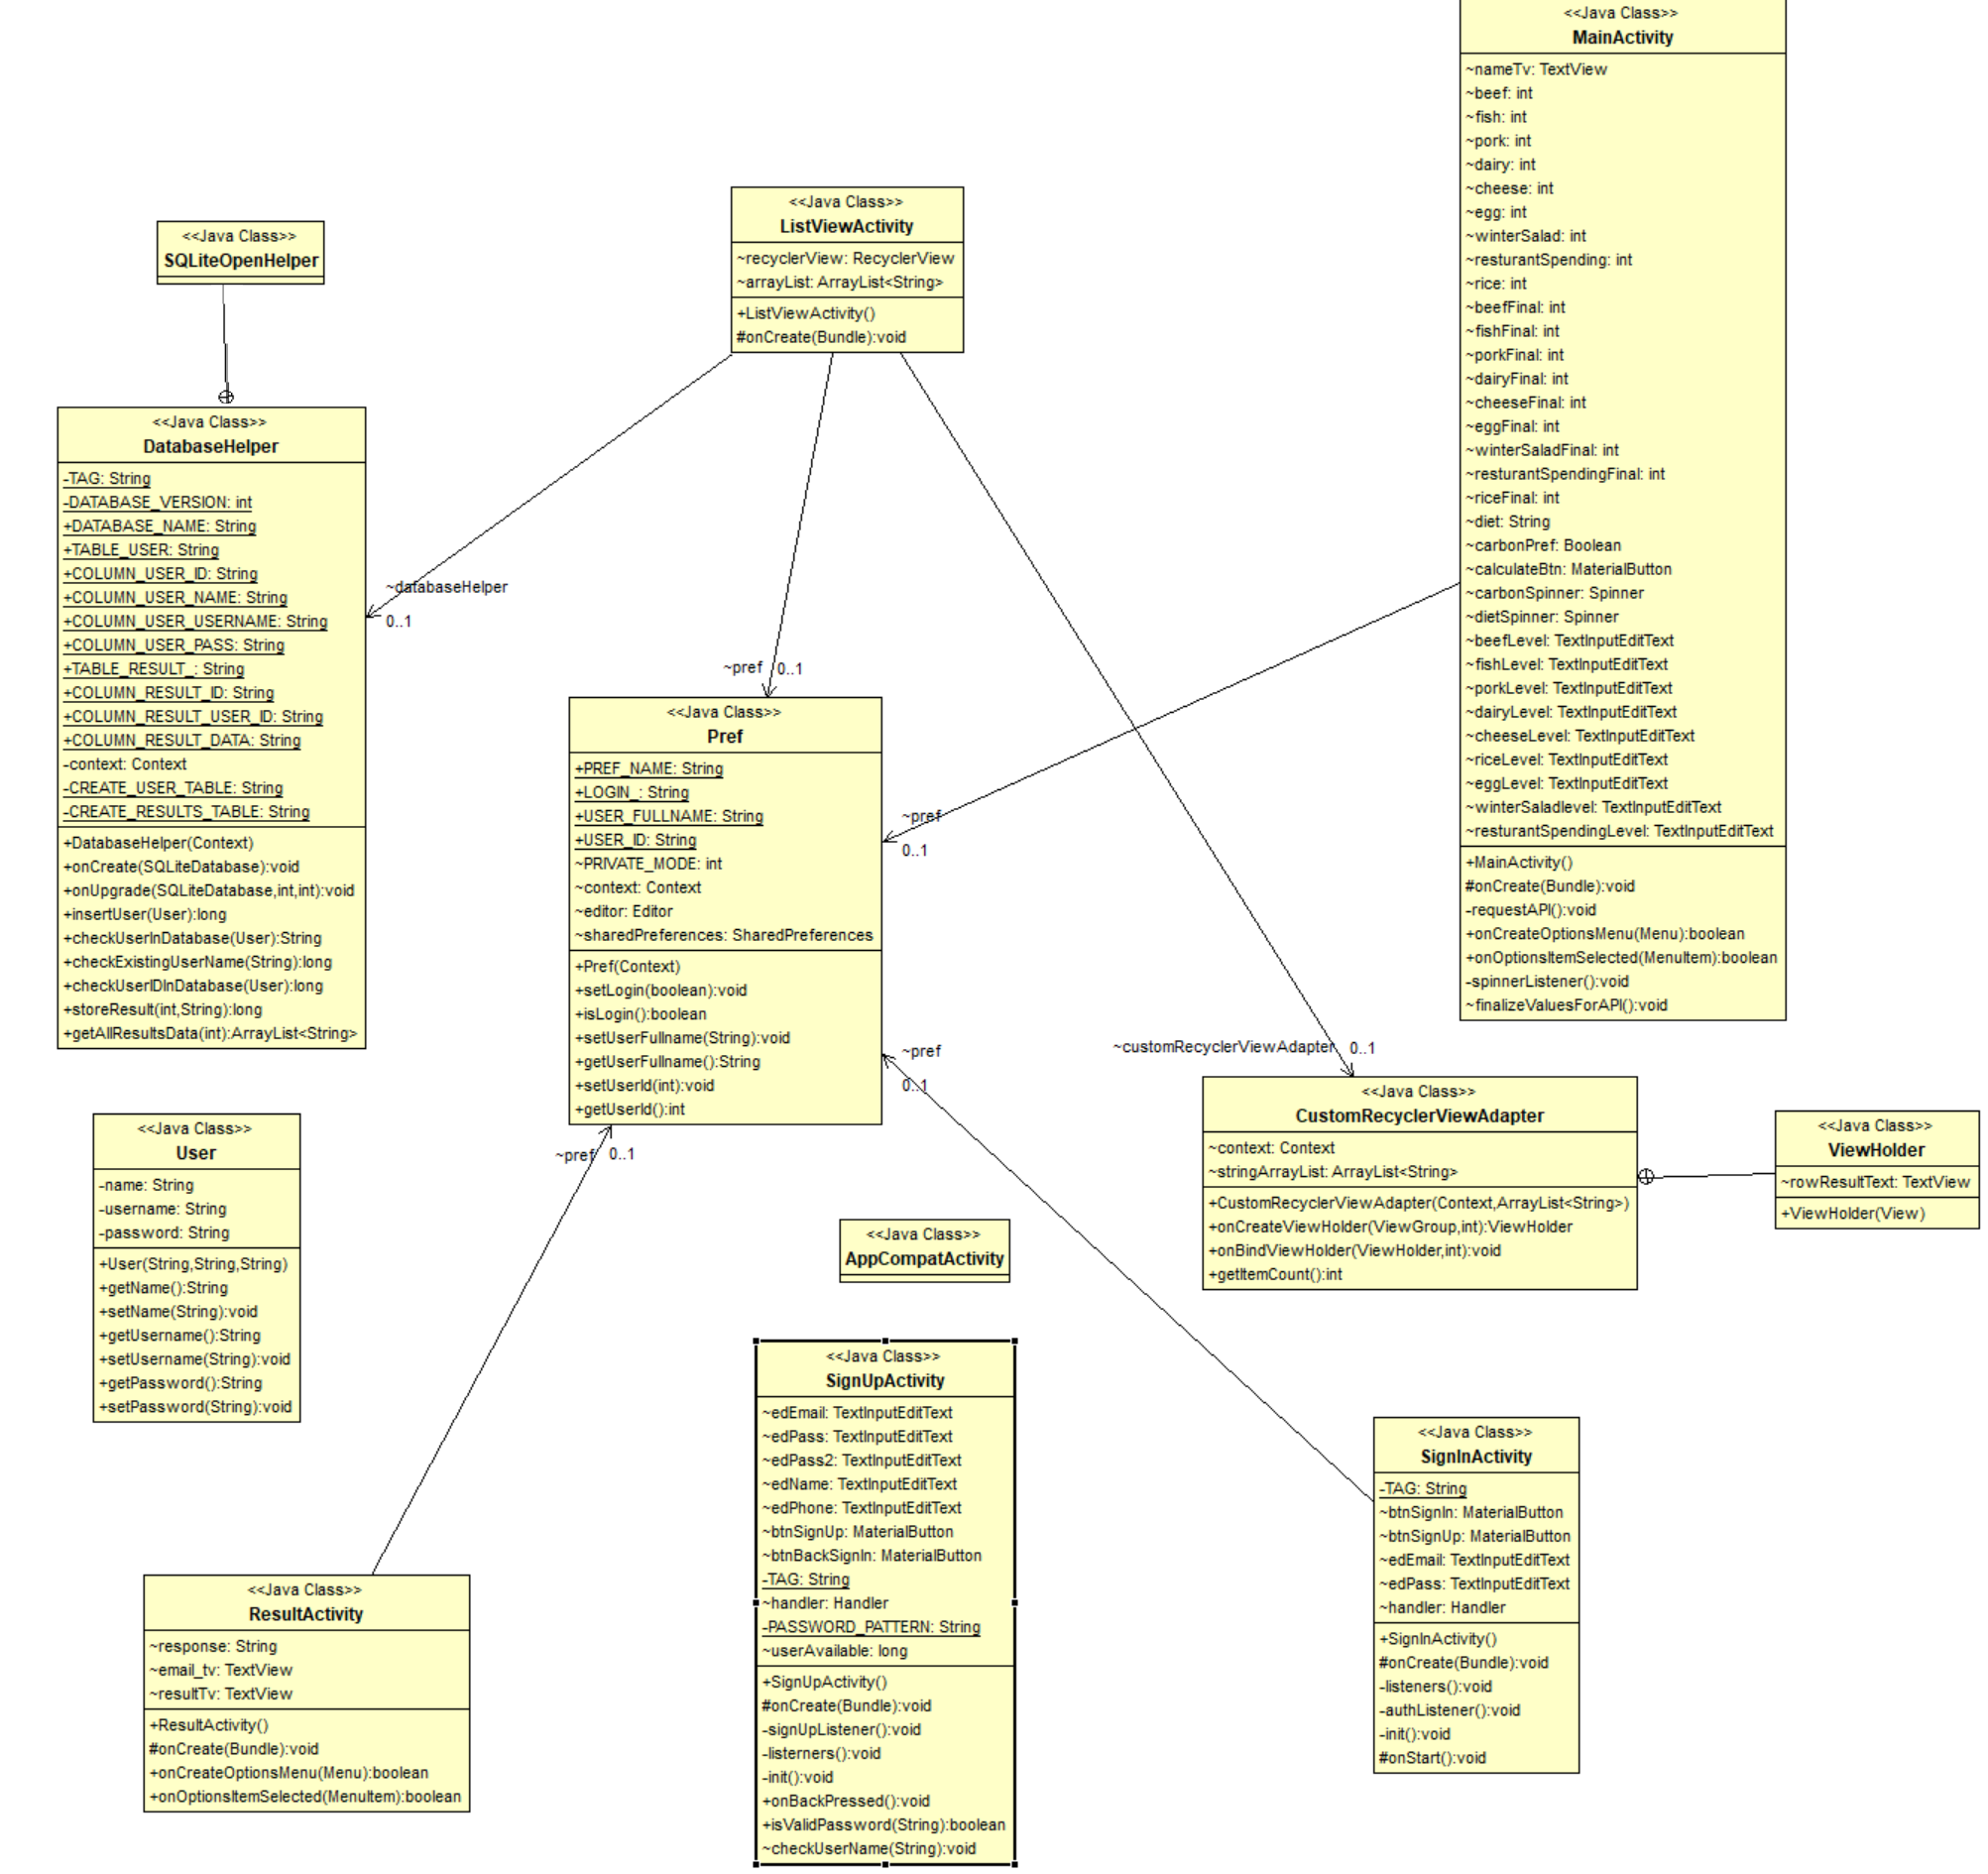 <<Java Class>>
MainActivity
~nameTv: TextView
~beef: int
~fish: int
~pork: int
~dairy: int
~cheese: int
~egg: int
~winterSalad: int
~resturantSpending: int
~rice: int
~beefFinal: int
~fishFinal: int
~porkFinal: int
~dairyFinal: int
~cheeseFinal: int
~eggFinal: int
~winterSaladFinal: int
~resturantSpendingFinal: int
~riceFinal: int
~diet: String
~carbonPref: Boolean
~calculateBtn: MaterialButton
~carbonSpinner: Spinner
~dietSpinner: Spinner
~beefLevel: TextInputEditText
~fishLevel: TextInputEditText
~porkLevel: TextInputEditText
~dairyLevel: TextInputEditText
~cheeseLevel: TextInputEditText
~riceLevel: TextInputEditText
~eggLevel: TextInputEditText
~winterSaladlevel: TextInputEditText
~resturantSpendingLevel: TextInputEditText
+MainActivity()
#onCreate(Bundle):void
-requestAPI():void
+onCreateOptionsMenu(Menu):boolean
+onOptionsItemSelected(MenuItem):boolean
-spinnerListener():void
~finalizeValuesForAPI():void
<<Java Class>>
ListViewActivity
~recyclerView: RecyclerView
~arrayList: ArrayList<String>
+ListViewActivity()
#onCreate(Bundle):void
<<Java Class>>
SQLiteOpenHelper
<<Java Class>>
DatabaseHelper
-TAG: String
-DATABASE_VERSION: int
+DATABASE_NAME: String
+TABLE_USER: String
+COLUMN_USER_ID: String
+COLUMN_USER_NAME: String
+COLUMN_USER_USERNAME: String
+COLUMN_USER_PASS: String
+TABLE_RESULT_: String
+COLUMN_RESULT_ID: String
+COLUMN_RESULT_USER_ID: String
+COLUMN_RESULT_DATA: String
-context: Context
-CREATE_USER_TABLE: String
-CREATE_RESULTS_TABLE: String
+DatabaseHelper(Context)
+onCreate(SQLiteDatabase):void
+onUpgrade(SQLiteDatabase,int,int):void
+insertUser(User):long
+checkUserInDatabase(User):String
+checkExistingUserName(String):long
+checkUserIDInDatabase(User):long
+storeResult(int,String):long
+getAllResultsData(int):ArrayList<String>
~databaseHelper
0..1
~pref 0..1
<<Java Class>>
Pref
+PREF_NAME: String
+LOGIN_: String
+USER_FULLNAME: String
+USER_ID: String
~PRIVATE_MODE: int
~context: Context
~editor: Editor
~sharedPreferences: SharedPreferences
+Pref(Context)
+setLogin(boolean):void
+isLogin():boolean
+setUserFullname(String):void
+getUserFullname():String
+setUserId(int):void
+getUserId():int
~pref
0..1
~pref
0..1
~pref 0..1
~customRecyclerViewAdapter 0..1
<<Java Class>>
CustomRecyclerViewAdapter
~context: Context
~stringArrayList: ArrayList<String>
+CustomRecyclerViewAdapter(Context,ArrayList<String>)
+onCreateViewHolder(ViewGroup,int):ViewHolder
+onBindViewHolder(ViewHolder,int):void
+getItemCount():int
<<Java Class>>
ViewHolder
~rowResultText: TextView
+ViewHolder(View)
<<Java Class>>
User
-name: String
-username: String
-password: String
+User(String,String,String)
+getName():String
+setName(String):void
+getUsername():String
+setUsername(String):void
+getPassword():String
+setPassword(String):void
<<Java Class>>
AppCompatActivity
<<Java Class>>
SignUpActivity
~edEmail: TextInputEditText
~edPass: TextInputEditText
~edPass2: TextInputEditText
~edName: TextInputEditText
~edPhone: TextInputEditText
~btnSignUp: MaterialButton
~btnBackSignIn: MaterialButton
-TAG: String
~handler: Handler
-PASSWORD_PATTERN: String
~userAvailable: long
+SignUpActivity()
#onCreate(Bundle):void
-signUpListener():void
-listerners():void
-init():void
+onBackPressed():void
+isValidPassword(String):boolean
~checkUserName(String):void
<<Java Class>>
SignInActivity
-TAG: String
~btnSignIn: MaterialButton
~btnSignUp: MaterialButton
~edEmail: TextInputEditText
~edPass: TextInputEditText
~handler: Handler
+SignInActivity()
#onCreate(Bundle):void
-listeners():void
-authListener():void
-init():void
#onStart():void
<<Java Class>>
ResultActivity
~response: String
~email_tv: TextView
~resultTv: TextView
+ResultActivity()
#onCreate(Bundle):void
+onCreateOptionsMenu(Menu):boolean
+onOptionsItemSelected(MenuItem):boolean